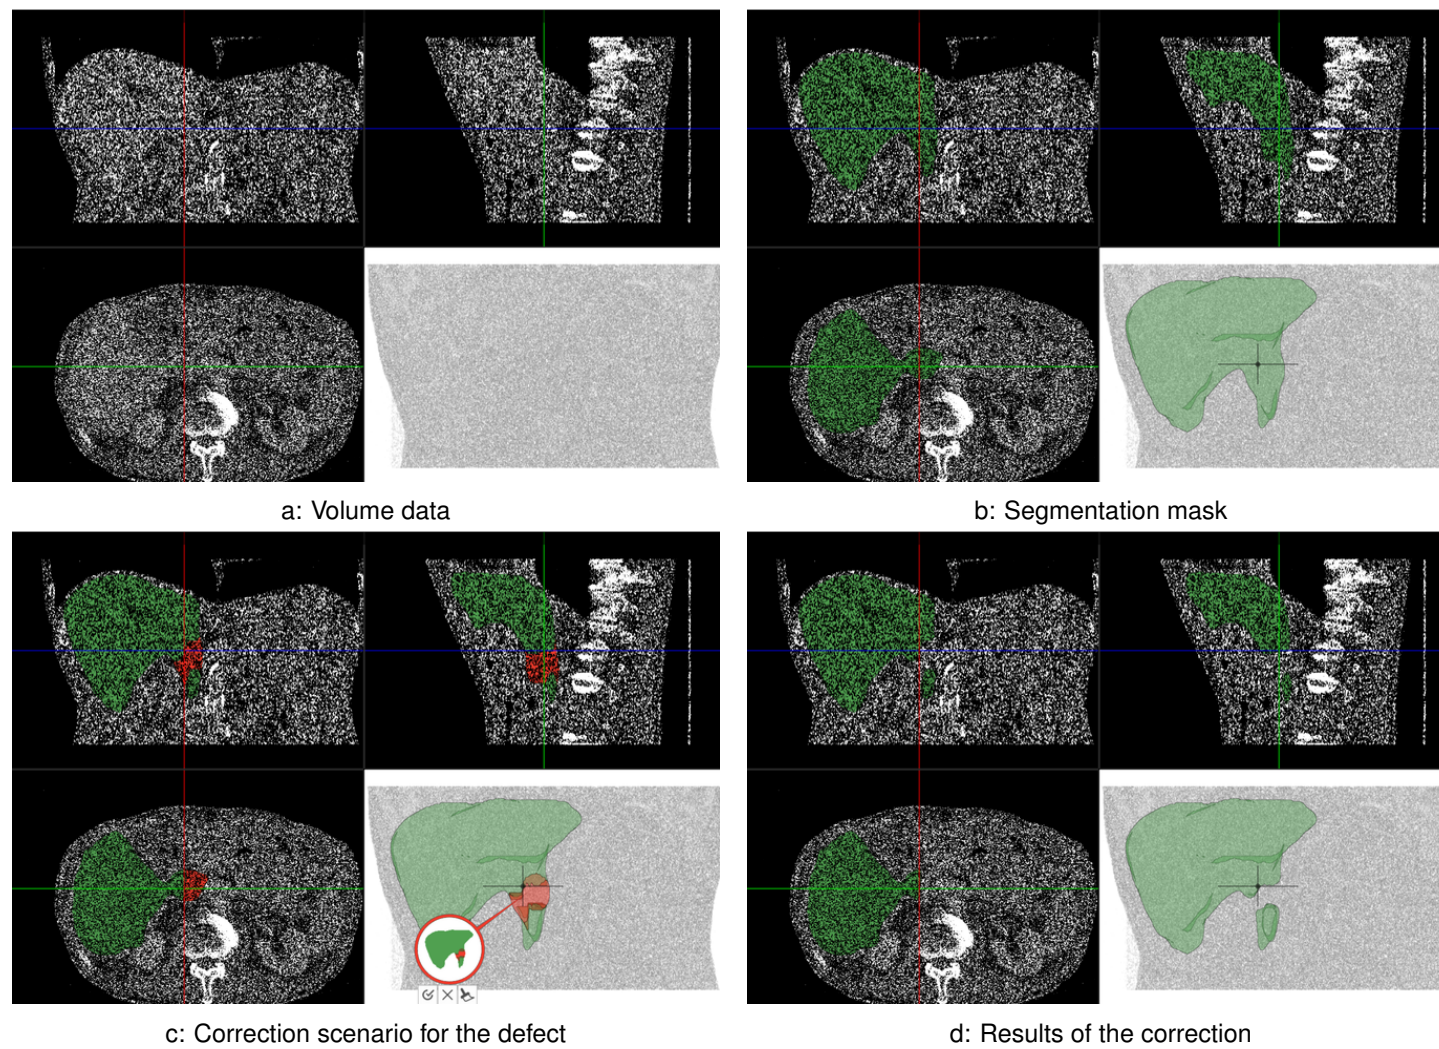 a: Volume data
b: Segmentation mask
c: Correction scenario for the defect
d: Results of the correction